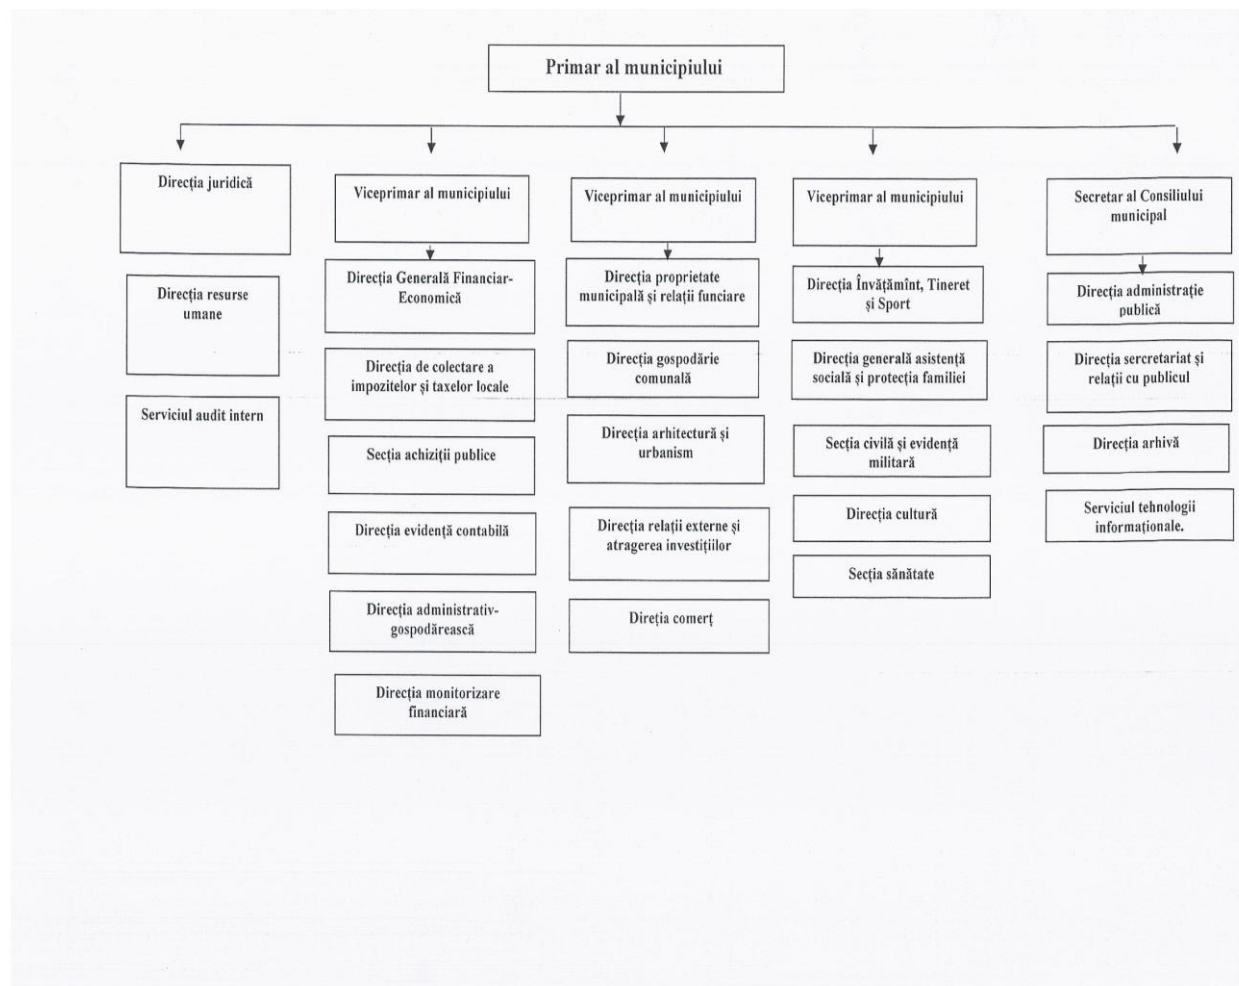 Primar al municipiului
Direcția juridică
Direcția resurse
umane
Serviciul audit intern
Viceprimar al municipiului
Direcția Generală Financiar-
Economică
Direcția de colectare a
impozitelor și taxelor locale
Secția achiziții publice
Direcția evidență contabilă
Direcția administrativ-
gospodărească
Direcția monitorizare
financiară
Viceprimar al municipiului
Direcția proprietate
municipală și relații funciare
Direcția gospodărie
comunală
Direcția arhitectură și
urbanism
Direcția relații externe și
atragerea investițiilor
Direția comerț
Viceprimar al municipiului
Direcția Învățămînt, Tineret
și Sport
Direcția generală asistență
socială și protecția familiei
Secția civilă și evidență
militară
Direcția cultură
Secția sănătate
Secretar al Consiliului
municipal
Direcția administrație
publică
Direcția sercretariat și
relații cu publicul
Direcția arhivă
Serviciul tehnologii
informaționale.